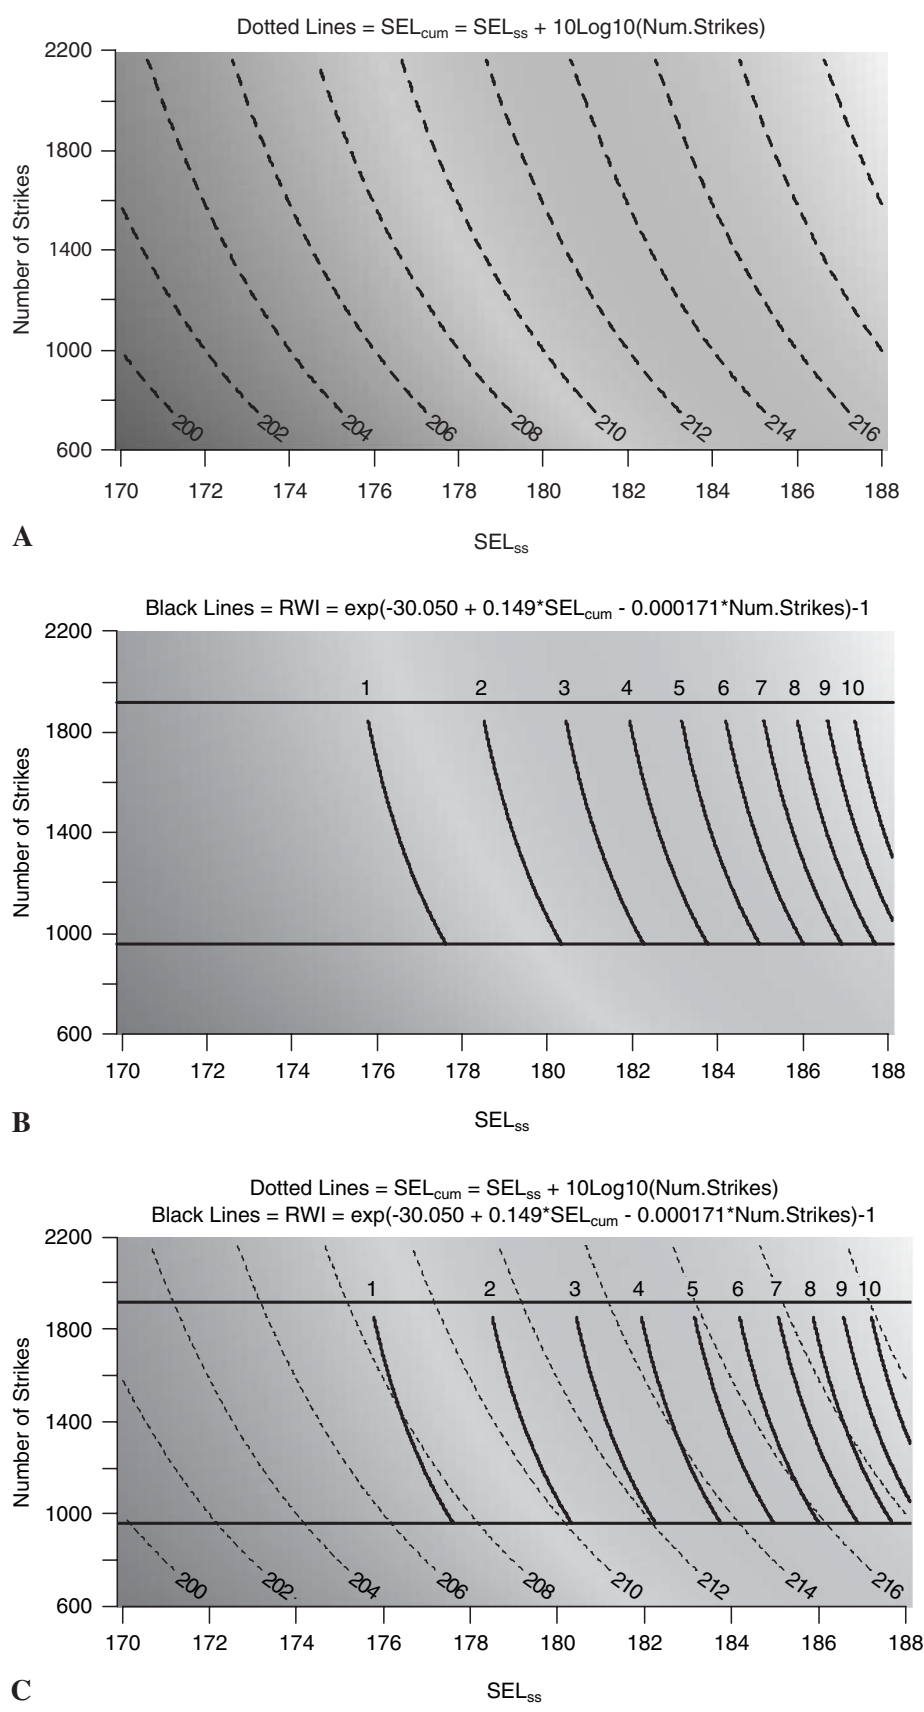 Dotted Lines = SELcum = SELss + 10Log10(Num.Strikes)
2200
1800
1400
1000
600
Number of Strikes
200 202 204 206 208 210 212 214 216
170 172 174 176 178 180 182 184 186 188
A
SELss
Black Lines = RWI = exp(-30.050 + 0.149*SELcum - 0.000171*Num.Strikes)-1
2200
1800
1400
1000
600
Number of Strikes
1 2 3 4 5 6 7 8 9 10
170 172 174 176 178 180 182 184 186 188
B
SELss
Dotted Lines = SELcum = SELss + 10Log10(Num.Strikes)
Black Lines = RWI = exp(-30.050 + 0.149*SELcum - 0.000171*Num.Strikes)-1
2200
1800
1400
1000
600
Number of Strikes
1 2 3 4 5 6 7 8 9 10
200 202 204 206 208 210 212 214 216
170 172 174 176 178 180 182 184 186 188
C
SELss